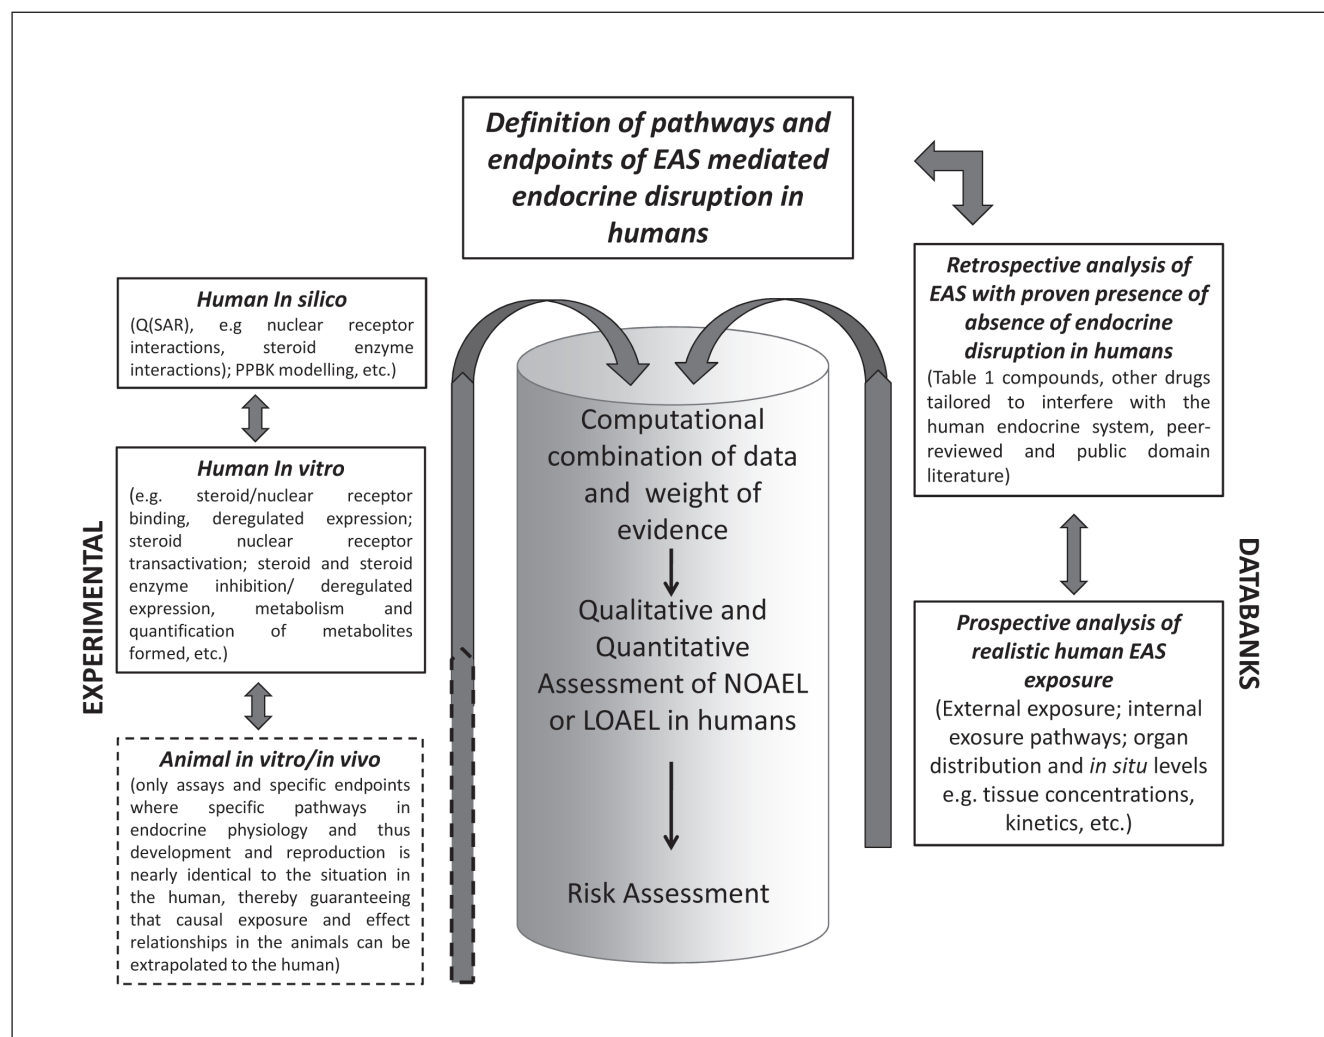 Definition of pathways and
endpoints of EAS mediated
endocrine disruption in
humans
EXPERIMENTAL
Human In silico
(Q(SAR), e.g nuclear receptor
interactions, steroid enzyme
interactions); PPBK modelling, etc.)
Human In vitro
(e.g. steroid/nuclear receptor
binding, deregulated expression;
steroid nuclear receptor
transactivation; steroid and steroid
enzyme inhibition/ deregulated
expression, metabolism and
quantification of metabolites
formed, etc.)
Animal in vitro/in vivo
(only assays and specific endpoints
where specific pathways in
endocrine physiology and thus
development and reproduction is
nearly identical to the situation in
the human, thereby guaranteeing
that causal exposure and effect
relationships in the animals can be
extrapolated to the human)
Computational
combination of data
and weight of
evidence
Qualitative and
Quantitative
Assessment of NOAEL
or LOAEL in humans
Risk Assessment
Retrospective analysis of
EAS with proven presence of
absence of endocrine
disruption in humans
(Table 1 compounds, other drugs
tailored to interfere with the
human endocrine system, peer-
reviewed and public domain
literature)
Prospective analysis of
realistic human EAS
exposure
(External exposure; internal
exosure pathways; organ
distribution and in situ levels
e.g. tissue concentrations,
kinetics, etc.)
DATABANKS